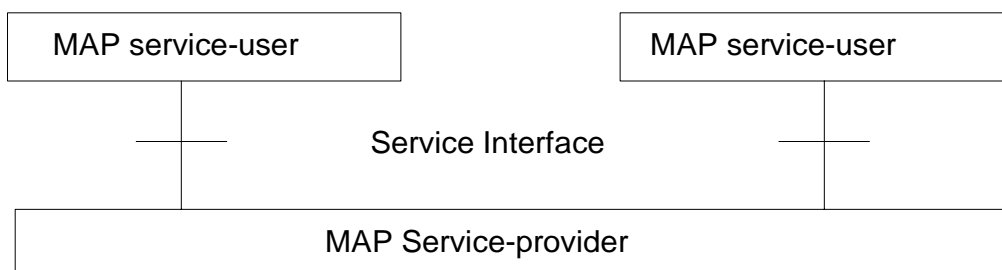 MAP service-user
MAP service-user
Service Interface
MAP Service-provider